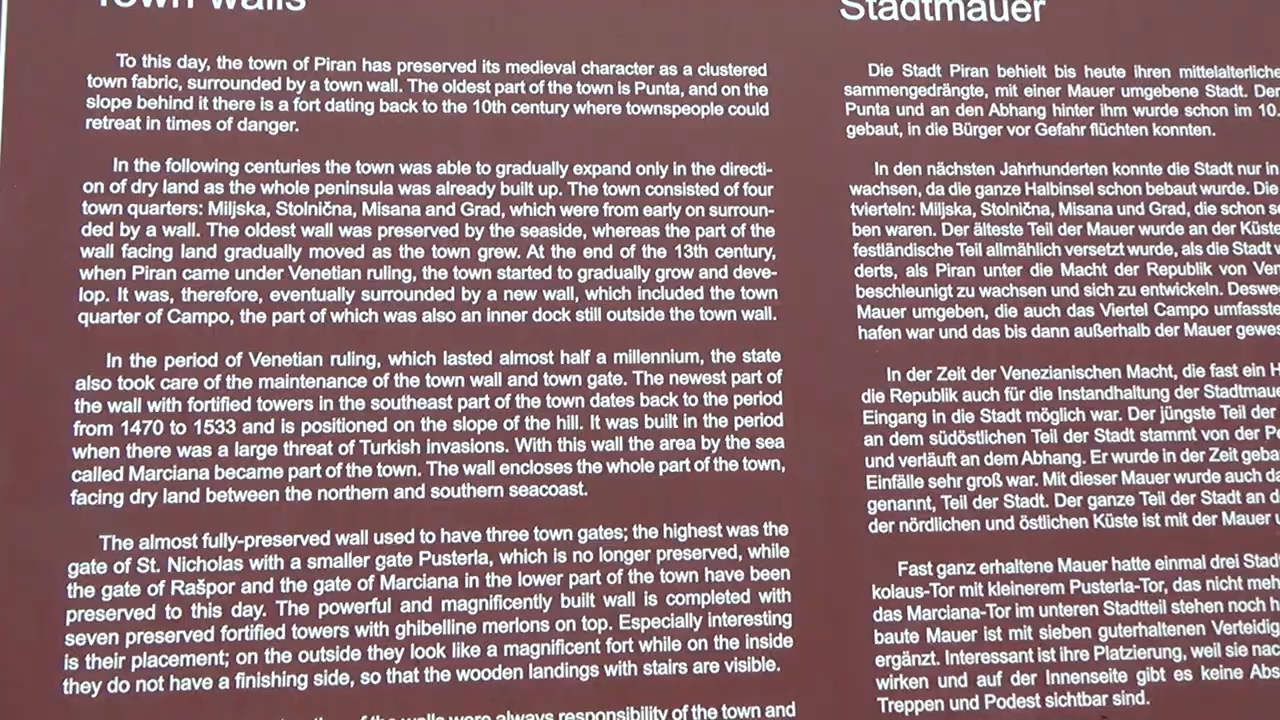 Town walls
To this day, the town of Piran has preserved its medieval character as a clustered
town fabric, surrounded by a town wall. The oldest part of the town is Punta, and on the
slope behind it there is a fort dating back to the 10th century where townspeople could
retreat in times of danger.
In the following centuries the town was able to gradually expand only in the directi-
on of dry land as the whole peninsula was already built up. The town consisted of four
town quarters: Miljska, Stolnična, Misana and Grad, which were from early on surroun-
ded by a wall. The oldest wall was preserved by the seaside, whereas the part of the
wall facing land gradually moved as the town grew. At the end of the 13th century,
when Piran came under Venetian ruling, the town started to gradually grow and deve-
lop. It was, therefore, eventually surrounded by a new wall, which included the town
quarter of Campo, the part of which was also an inner dock still outside the town wall.
In the period of Venetian ruling, which lasted almost half a millennium, the state
also took care of the maintenance of the town wall and town gate. The newest part of
the wall with fortified towers in the southeast part of the town dates back to the period
from 1470 to 1533 and is positioned on the slope of the hill. It was built in the period
when there was a large threat of Turkish invasions. With this wall the area by the sea
called Marciana became part of the town. The wall encloses the whole part of the town,
facing dry land between the northern and southern seacoast.
The almost fully-preserved wall used to have three town gates; the highest was the
gate of St. Nicholas with a smaller gate Pusterla, which is no longer preserved, while
the gate of Rašpor and the gate of Marciana in the lower part of the town have been
preserved to this day. The powerful and magnificently built wall is completed with
seven preserved fortified towers with ghibelline merlons on top. Especially interesting
is their placement; on the outside they look like a magnificent fort while on the inside
they do not have a finishing side, so that the wooden landings with stairs are visible.
of the walls were always responsibility of the town and
Stadtmauer
Die Stadt Piran behielt bis heute ihren mittelalterliche
sammengedrängte, mit einer Mauer umgebene Stadt. Der
Punta und an den Abhang hinter ihm wurde schon im 10.
gebaut, in die Bürger vor Gefahr flüchten konnten.
In den nächsten Jahrhunderten konnte die Stadt nur in
wachsen, da die ganze Halbinsel schon bebaut wurde. Die
tvierteln: Miljska, Stolnična, Misana und Grad, die schon
ben waren. Der älteste Teil der Mauer wurde an der Küste
festländische Teil allmählich versetzt wurde, als die Stadt
derts, als Piran unter die Macht der Republik von Ven
beschleunigt zu wachsen und sich zu entwickeln. Deswe
Mauer umgeben, die auch das Viertel Campo umfasste
hafen war und das bis dann außerhalb der Mauer gewes
In der Zeit der Venezianischen Macht, die fast ein H
die Republik auch für die Instandhaltung der Stadtmaue
Eingang in die Stadt möglich war. Der jüngste Teil der
an dem südöstlichen Teil der Stadt stammt von der Pe
und verläuft an dem Abhang. Er wurde in der Zeit geba
Einfälle sehr groß war. Mit dieser Mauer wurde auch da
genannt, Teil der Stadt. Der ganze Teil der Stadt an d
der nördlichen und östlichen Küste ist mit der Mauer
Fast ganz erhaltene Mauer hatte einmal drei Stad
kolaus-Tor mit kleinerem Pusterla-Tor, das nicht meh
das Marciana-Tor im unteren Stadtteil stehen noch h
baute Mauer ist mit sieben guterhaltenen Verteidig
ergänzt. Interessant ist ihre Platzierung, weil sie nac
wirken und auf der Innenseite gibt es keine Abs
Treppen und Podest sichtbar sind.